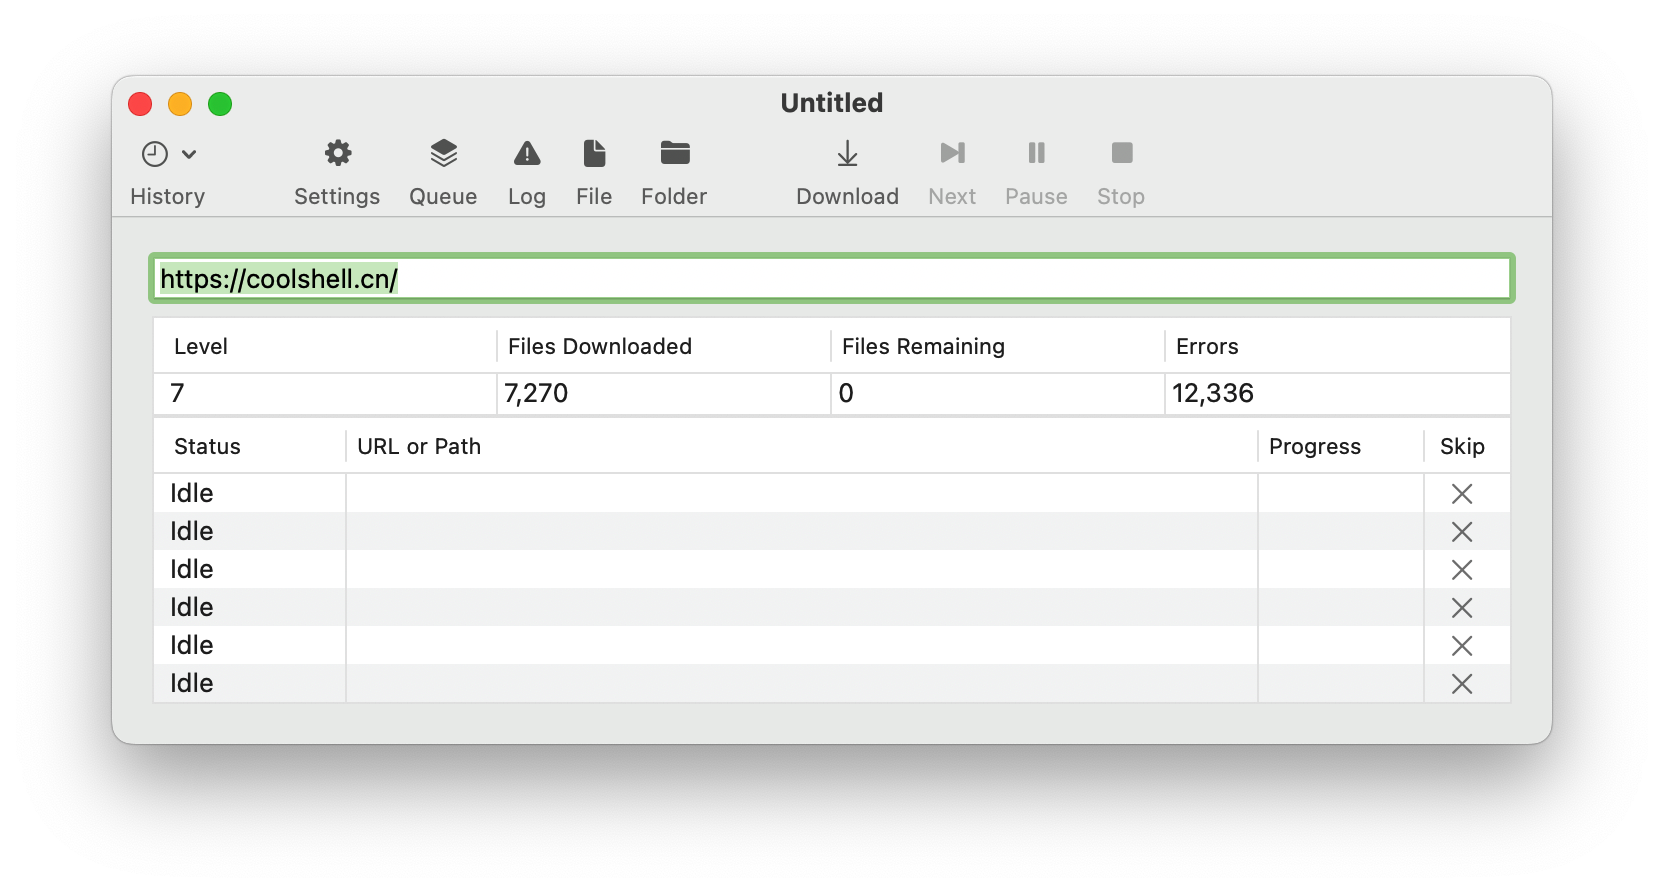 Untitled
History Settings Queue Log File Folder Download Next Pause Stop
https://coolshell.cn/
Level Files Downloaded Files Remaining Errors
7 7,270 0 12,336
Status URL or Path Progress Skip
Idle
Idle
Idle
Idle
Idle
Idle